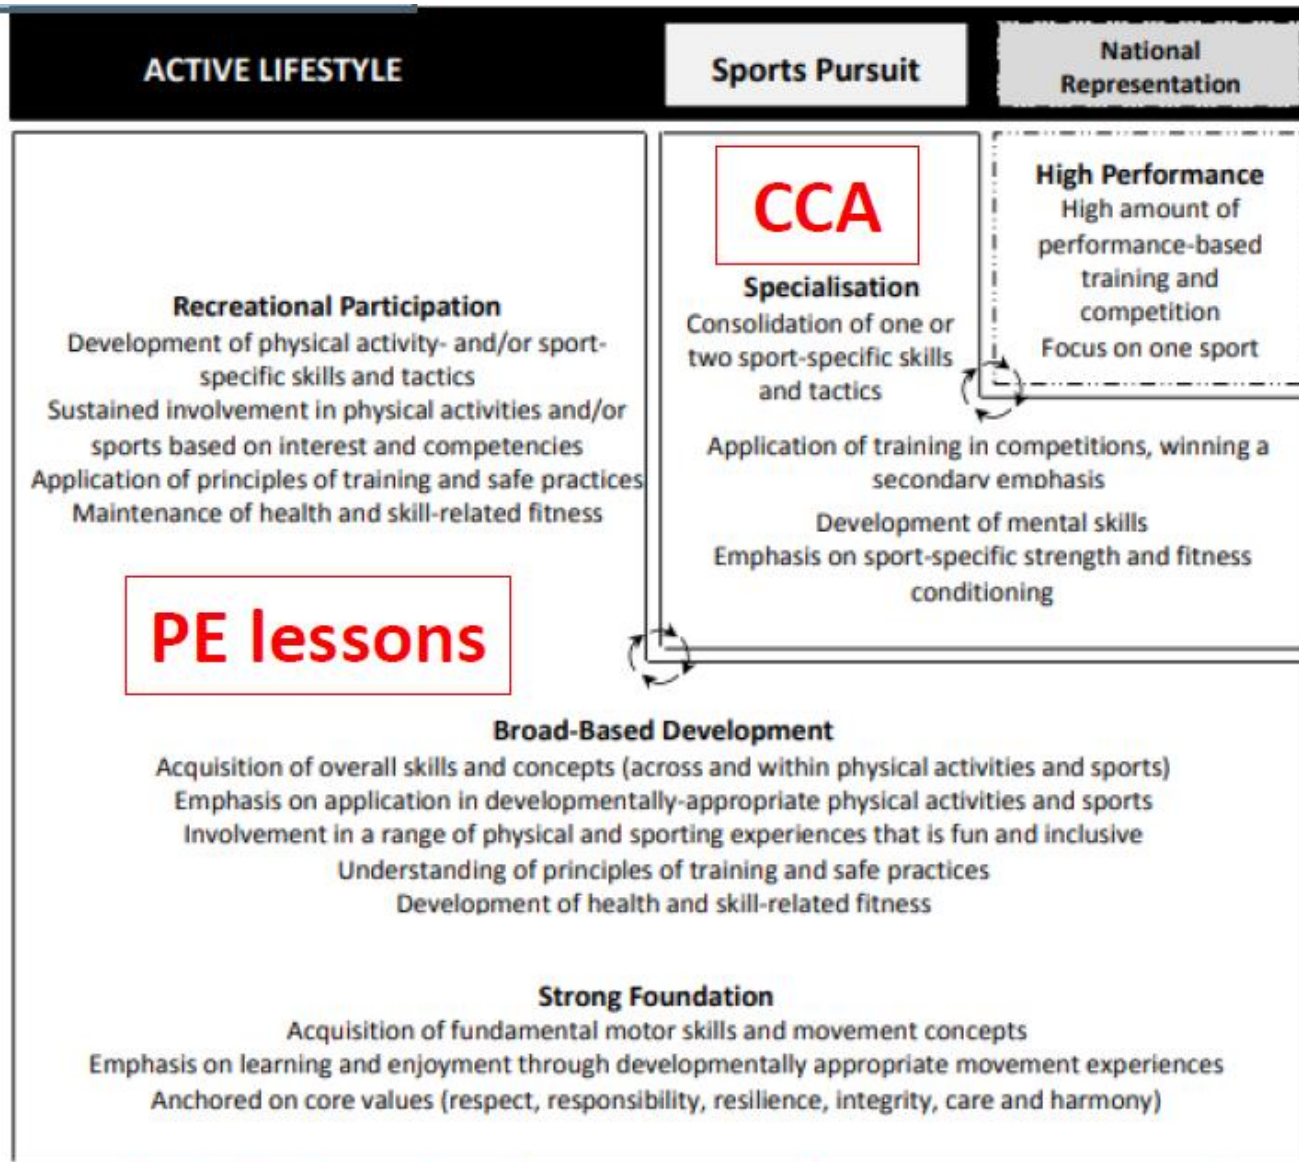 ACTIVE LIFESTYLE
Sports Pursuit
National
Representation
Recreational Participation
Development of physical activity- and/or sport-
specific skills and tactics
Sustained involvement in physical activities and/or
sports based on interest and competencies
Application of principles of training and safe practices
Maintenance of health and skill-related fitness
PE lessons
CCA
Specialisation
Consolidation of one or
two sport-specific skills
and tactics
Application of training in competitions, winning a
secondary emphasis
Development of mental skills
Emphasis on sport-specific strength and fitness
conditioning
High Performance
High amount of
performance-based
training and
competition
Focus on one sport
Broad-Based Development
Acquisition of overall skills and concepts (across and within physical activities and sports)
Emphasis on application in developmentally-appropriate physical activities and sports
Involvement in a range of physical and sporting experiences that is fun and inclusive
Understanding of principles of training and safe practices
Development of health and skill-related fitness
Strong Foundation
Acquisition of fundamental motor skills and movement concepts
Emphasis on learning and enjoyment through developmentally appropriate movement experiences
Anchored on core values (respect, responsibility, resilience, integrity, care and harmony)